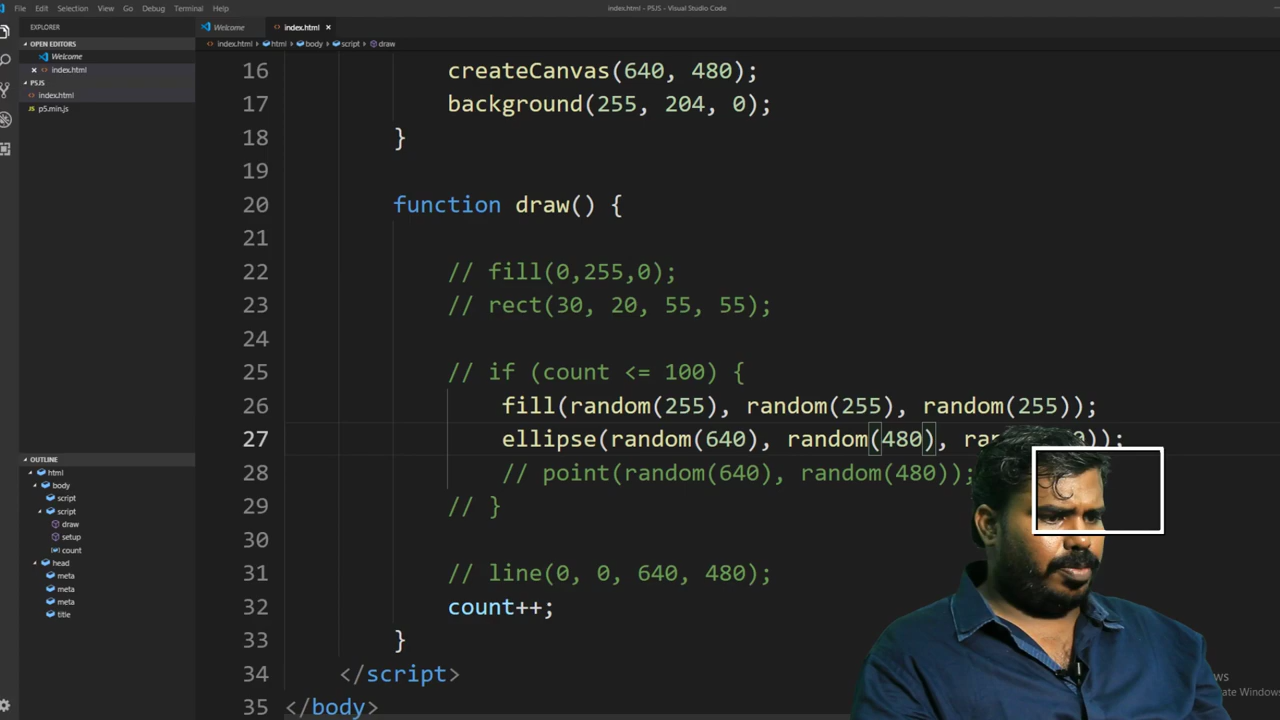 File Edit Selection View Go Debug Terminal Help
index.html - P5JS - Visual Studio Code
EXPLORER
OPEN EDITORS
Welcome
index.html
P5JS
index.html
JS p5.min.js
OUTLINE
html
body
script
script
draw
setup
count
head
meta
meta
meta
title
Welcome
index.html
index.html html body script draw
16 createCanvas(640, 480);
17 background(255, 204, 0);
18 }
19
20 function draw() {
21
22 // fill(0,255,0);
23 // rect(30, 20, 55, 55);
24
25 // if (count <= 100) {
26 fill(random(255), random(255), random(255));
27 ellipse(random(640), random(480),
28 // point(random(640), random(480));
29 // }
30
31 // line(0, 0, 640, 480);
32 count++;
33 }
34 </script>
35 </body>